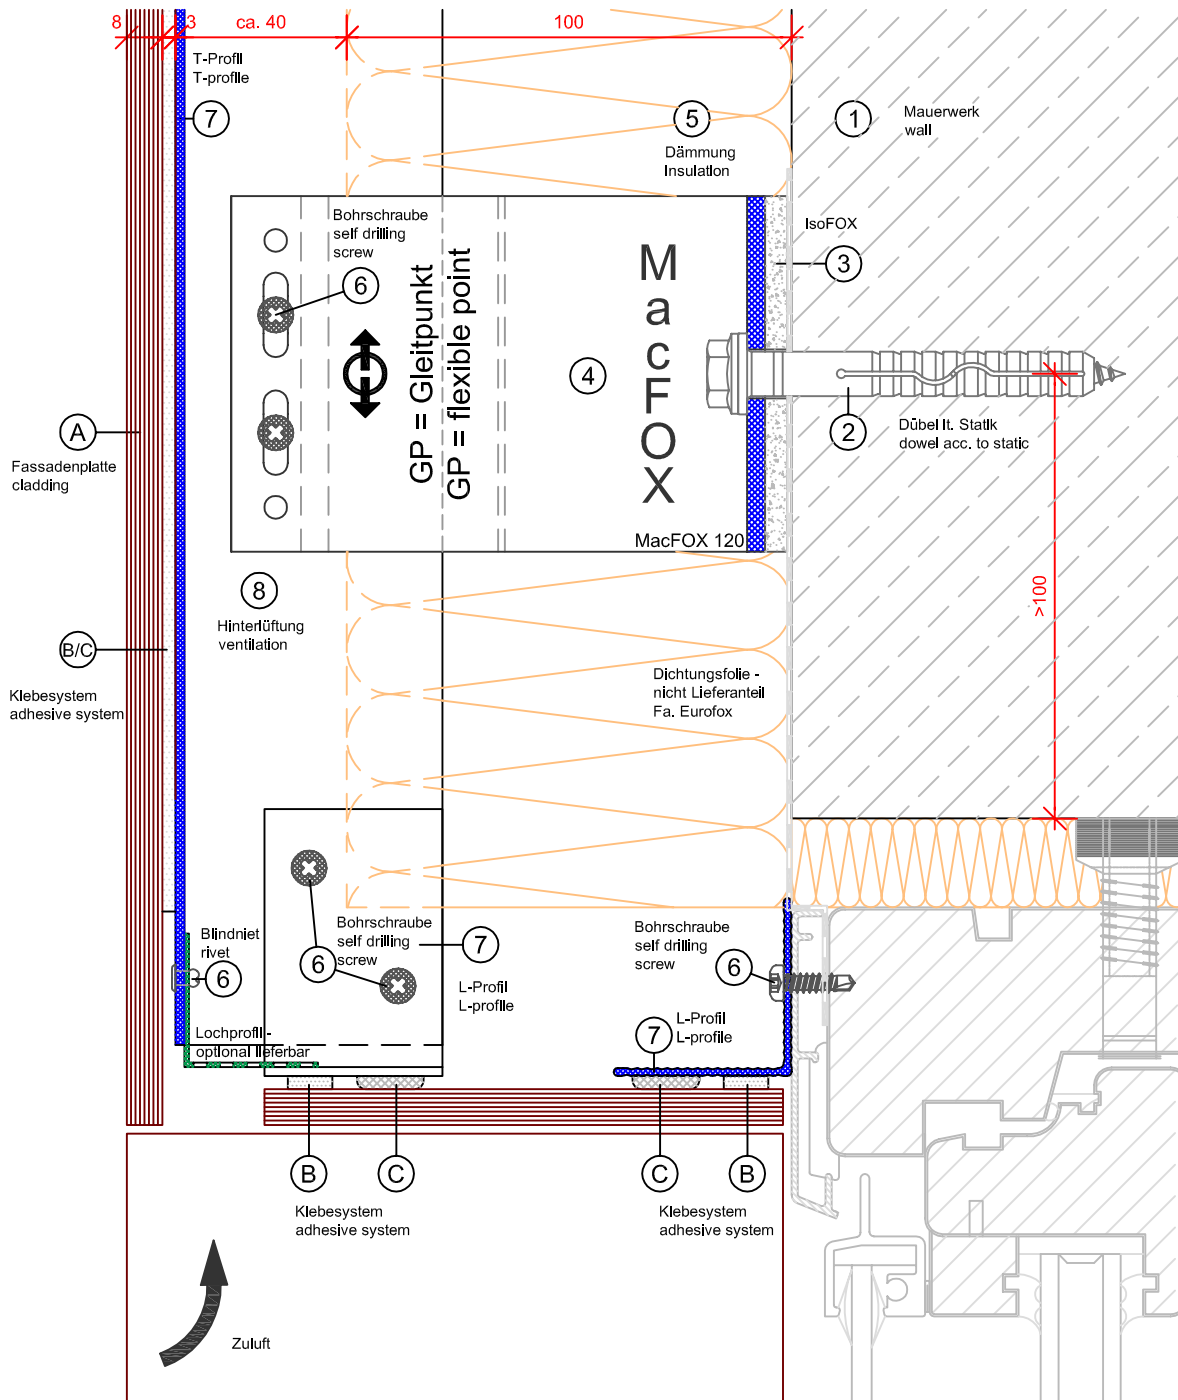 8
3
ca. 40
100
T-Profil
T-profile
7
5
Dämmung
Insulation
1
Mauerwerk
wall
Bohrschraube
self drilling
screw
6
GP = Gleitpunkt
GP = flexible point
4
MacFOX
MacFOX 120
IsoFOX
3
2
Dübel lt. Statik
dowel acc. to static
>100
A
Fassadenplatte
cladding
8
Hinterlüftung
ventilation
B/C
Klebesystem
adhesive system
Dichtungsfolie -
nicht Lieferanteil
Fa. Eurofox
Blindniet
rivet
6
Bohrschraube
self drilling
screw
6
7
L-Profil
L-profile
Bohrschraube
self drilling
screw
6
L-Profil
L-profile
7
Lochprofil -
optional lieferbar
B
C
Klebesystem
adhesive system
C
B
Klebesystem
adhesive system
Zuluft